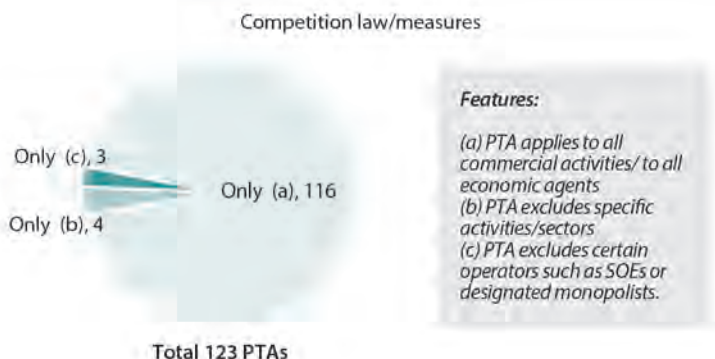 Competition law/measures
Only (c), 3
Only (a), 116
Only (b), 4
Features:
(a) PTA applies to all
commercial activities/ to all
economic agents
(b) PTA excludes specific
activities/sectors
(c) PTA excludes certain
operators such as SOEs or
designated monopolists.
Total 123 PTAs